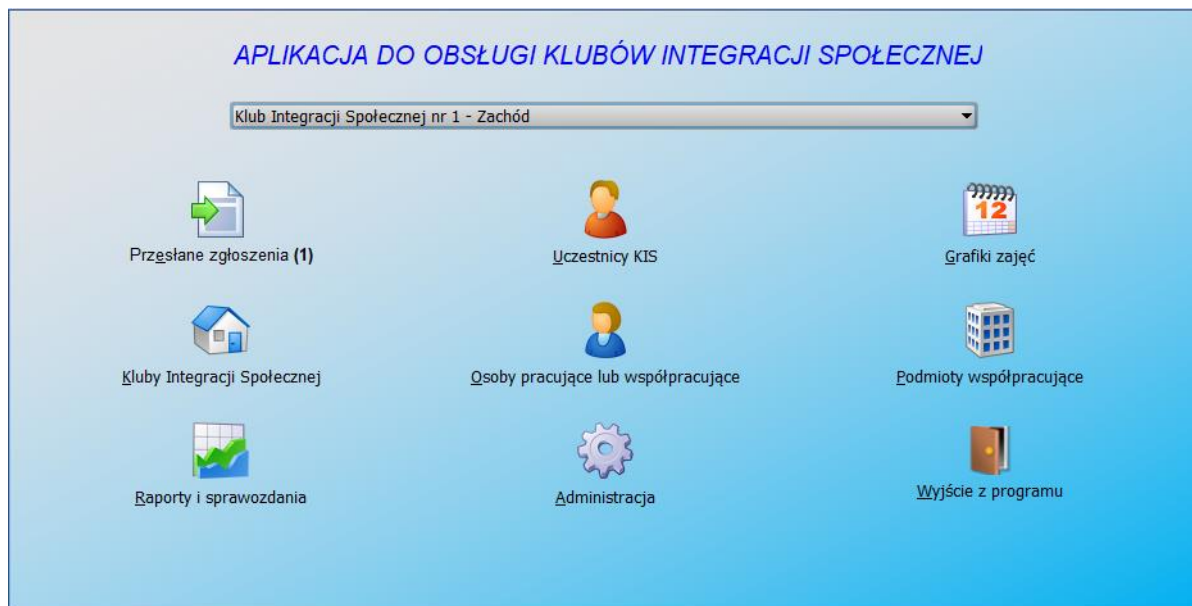 APLIKACJA DO OBSŁUGI KLUBÓW INTEGRACJI SPOŁECZNEJ
Klub Integracji Społecznej nr 1 - Zachód
12
Przesłane zgłoszenia (1)
Uczestnicy KIS
Grafiki zajęć
Kluby Integracji Społecznej
Osoby pracujące lub współpracujące
Podmioty współpracujące
Raporty i sprawozdania
Administracja
Wyjście z programu